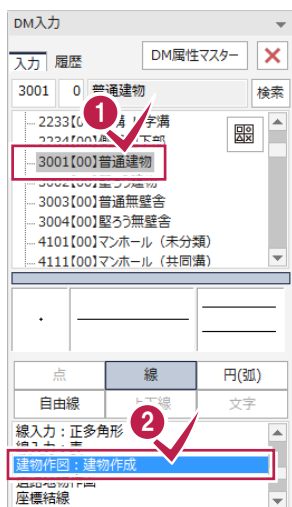 DM入力
入力 履歴 DM属性マスター
3001 0 普通建物 検索
2233【0
1
3001【00】普通建物
3003【00】普通無壁舎
3004【00】堅ろう無壁舎
4101【00】マンホール（未分類）
4111【00】マンホール（共同溝）
点 線 円(弧)
自由線 文字
2
線入力：正多角形
建物作図：建物作成
座標結線